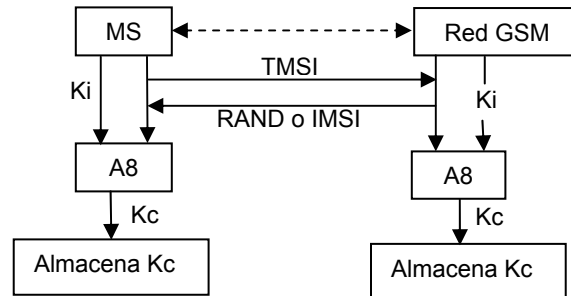 MS
Red GSM
TMSI
Ki
Ki
RAND o IMSI
A8
A8
Kc
Kc
Almacena Kc
Almacena Kc